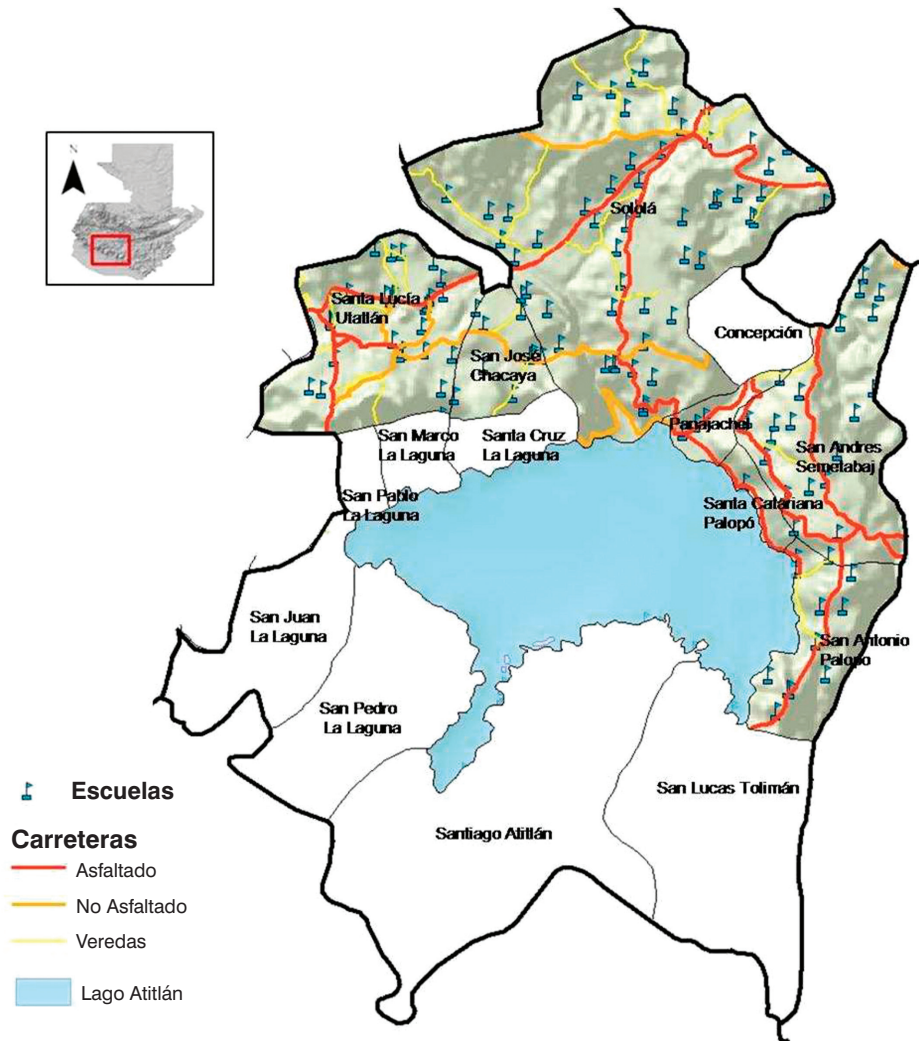 N
Sololá
Santa Lucía
Utatlán
Concepción
San José
Chacaya
Panajachel
San Marco
La Laguna
Santa Cruz
La Laguna
San Andres
Semetabaj
San Pablo
La Laguna
Santa Catariana
Palopó
San Juan
La Laguna
San Antonio
Palopo
San Pedro
La Laguna
San Lucas Tolimán
Santiago Atitlán
Escuelas
Carreteras
Asfaltado
No Asfaltado
Veredas
Lago Atitlán